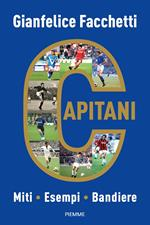 Gianfelice Facchetti
CAPITANI
Miti • Esempi • Bandiere
PIEMME